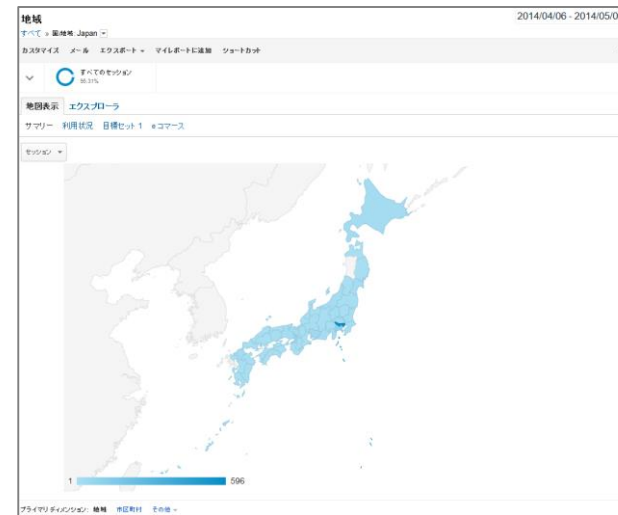 地域
2014/04/06 - 2014/05/0
すべて » 国/地域: Japan
カスタマイズ メール エクスポート マイレポートに追加 ショートカット
すべてのセッション
地図表示 エクスプローラ
サマリー 利用状況 目標セット 1 eコマース
セッション
1 596
プライマリ ディメンション: 地域 市区町村 その他